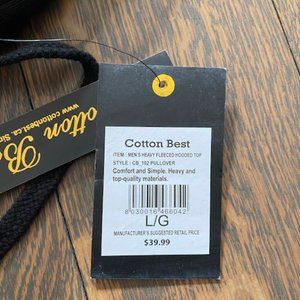 Cotton Best
ITEM : MEN'S HEAVY FLEECED HOODED TOP
STYLE : CB_102 PULLOVER
Comfort and Simple. Heavy and
top-quality materials.
8030016466042
L/G
MANUFACTURER'S SUGGESTED RETAIL PRICE
$39.99
www.cottonbest.ca
otton
B